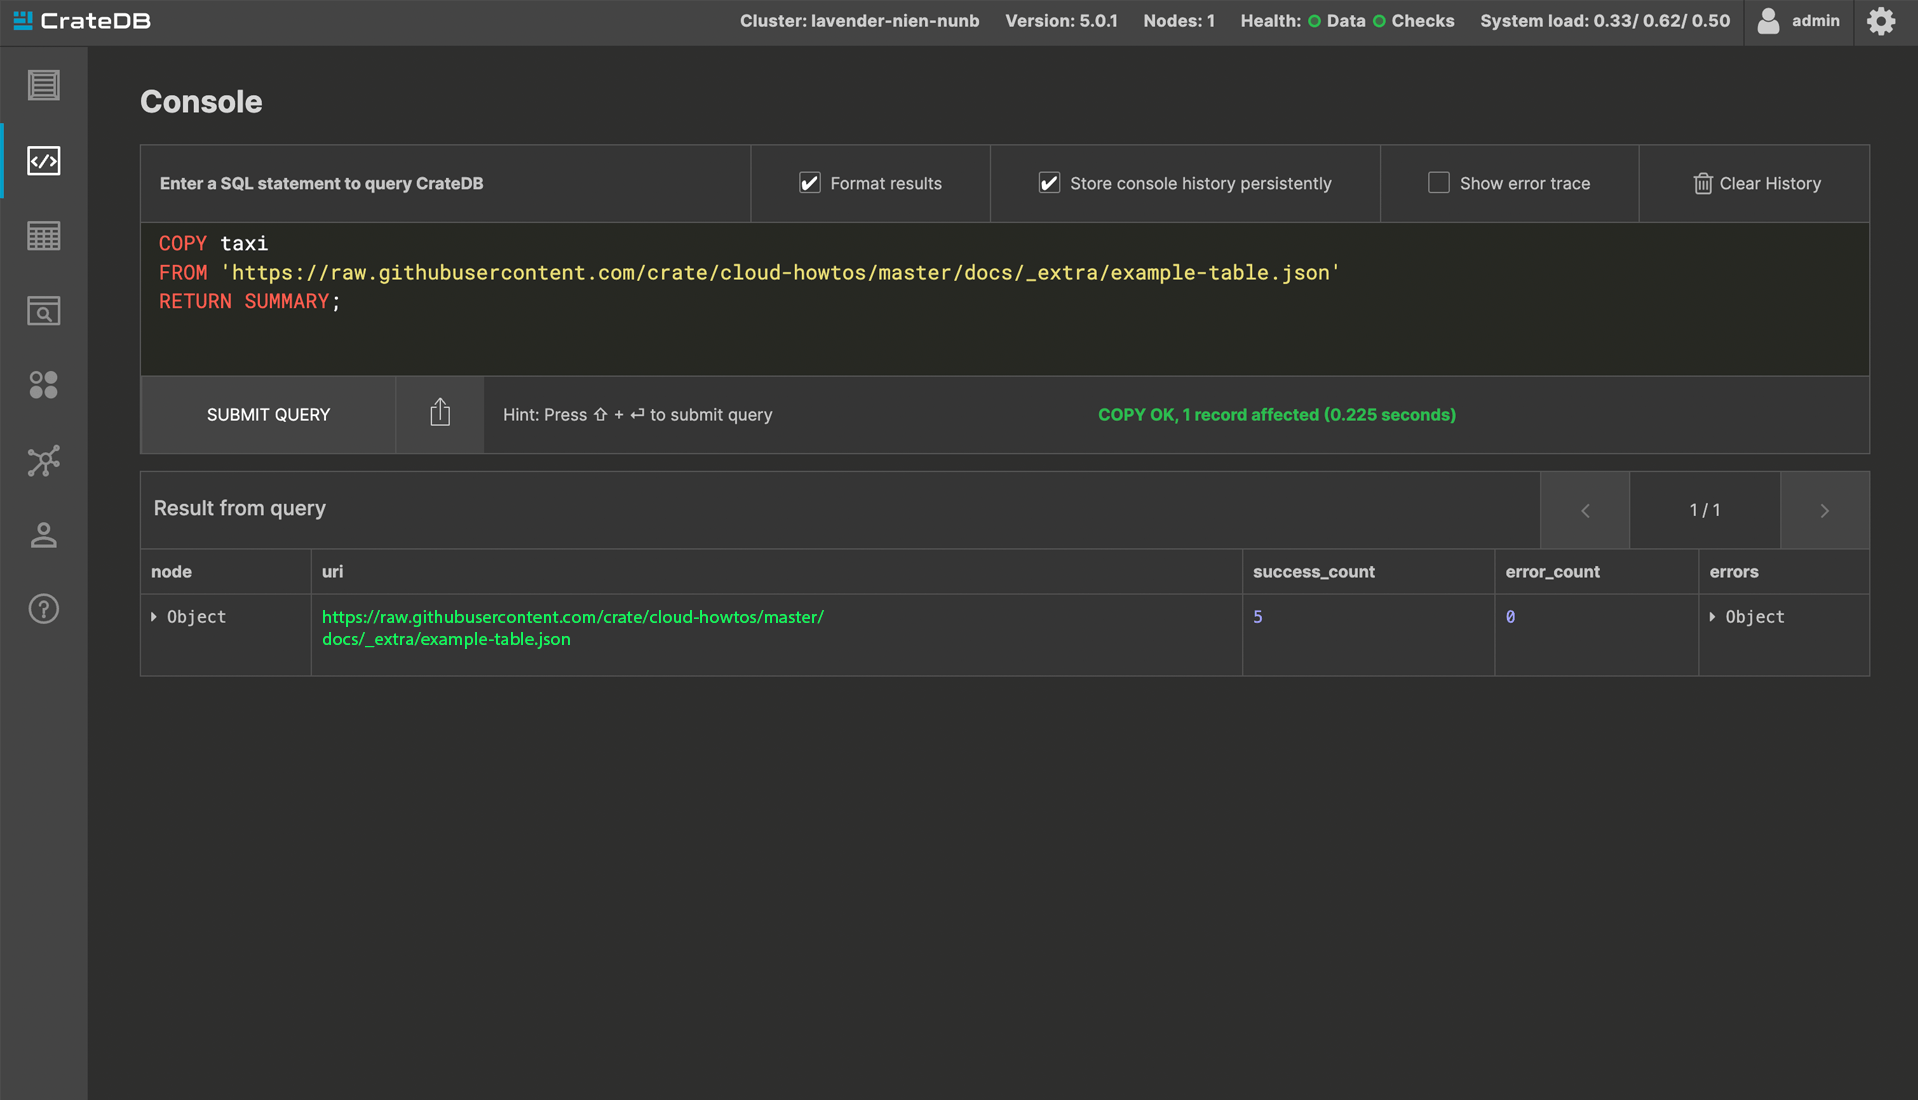 CrateDB
Cluster: lavender-nien-nunb Version: 5.0.1 Nodes: 1 Health: Data Checks System load: 0.33/ 0.62/ 0.50 admin
Console
Enter a SQL statement to query CrateDB
Format results
Store console history persistently
Show error trace
Clear History
COPY taxi
FROM 'https://raw.githubusercontent.com/crate/cloud-howtos/master/docs/_extra/example-table.json'
RETURN SUMMARY;
SUBMIT QUERY
Hint: Press ⇧ + ↵ to submit query
COPY OK, 1 record affected (0.225 seconds)
Result from query
1 / 1
node uri success_count error_count errors
Object https://raw.githubusercontent.com/crate/cloud-howtos/master/ 5 0 Object
docs/_extra/example-table.json